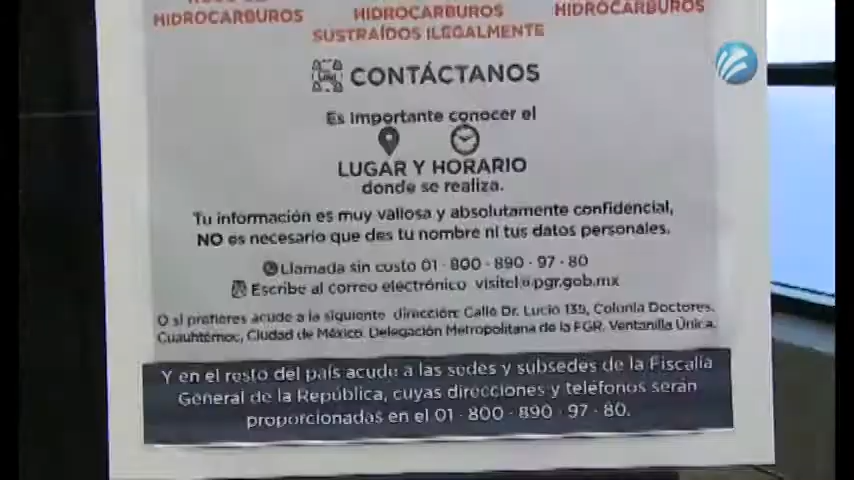 HIDROCARBUROS
HIDROCARBUROS
SUSTRAÍDOS ILEGALMENTE
HIDROCARBUROS
CONTÁCTANOS
Es importante conocer el
LUGAR Y HORARIO
donde se realiza.
Tu información es muy valiosa y absolutamente confidencial,
NO es necesario que des tu nombre ni tus datos personales.
Llamada sin costo 01 · 800 · 890 · 97 · 80
Escribe al correo electrónico visitel@pgr.gob.mx
O si prefieres acude a la siguiente dirección: Calle Dr. Lucio 135, Colonia Doctores,
Cuauhtémoc, Ciudad de México. Delegación Metropolitana de la FGR. Ventanilla Única.
Y en el resto del país acude a las sedes y subsedes de la Fiscalía
General de la República, cuyas direcciones y teléfonos serán
proporcionadas en el 01 · 800 · 890 · 97 · 80.